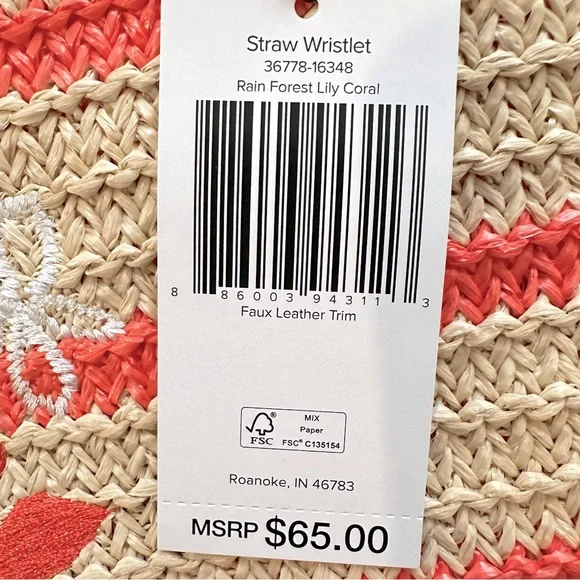 Straw Wristlet
36778-16348
Rain Forest Lily Coral
8 86003 94311 3
Faux Leather Trim
FSC®
MIX
Paper
FSC® C135154
Roanoke, IN 46783
MSRP $65.00